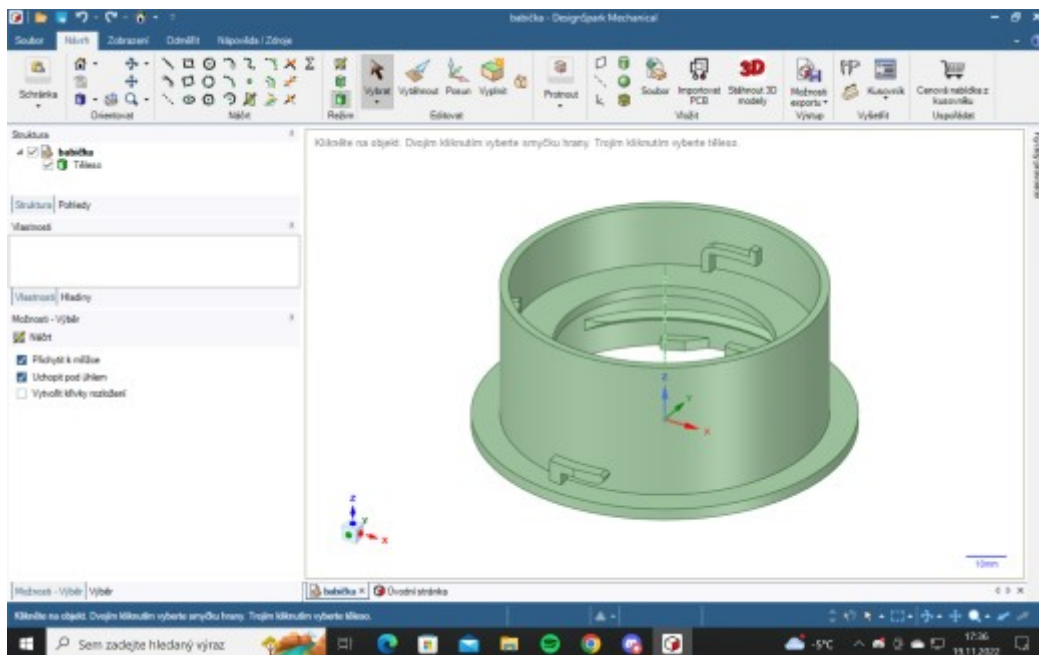 babička - DesignSpark Mechanical
Soubor Návrh Zobrazení Odměřit Nápověda / Zdroje
Schránka
Orientovat
Náčrt
Režim
Vybrat Vytáhnout Posun Vyplnit
Editovat
Protnout
Soubor Importovat PCB Stáhnout 3D modely
Vložit
Možnosti exportu
Výstup
Kusovník
Vyšetřit
Cenová nabídka z kusovníku
Uspořádat
Struktura
babička
Těleso
Struktura Pohledy
Vlastnosti
Vlastnosti Hladiny
Možnosti - Výběr
Náčrt
Přichytit k mřížce
Uchopit pod úhlem
Vytvořit křivky rozložení
Klikněte na objekt. Dvojím kliknutím vyberte smyčku hrany. Trojím kliknutím vyberte těleso.
Z
Y
X
Z
Y
X
10mm
Možnosti - Výběr Výběr
babička Úvodní stránka
Klikněte na objekt. Dvojím kliknutím vyberte smyčku hrany. Trojím kliknutím vyberte těleso.
Sem zadejte hledaný výraz
-5°C
17:36
19.11.2022